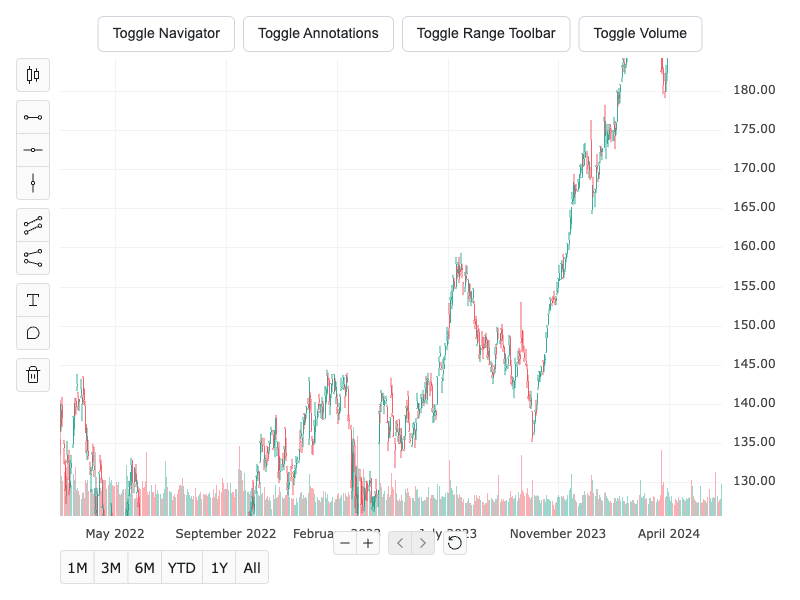 Toggle Navigator Toggle Annotations Toggle Range Toolbar Toggle Volume
180.00
175.00
170.00
165.00
160.00
155.00
150.00
145.00
140.00
135.00
130.00
T
May 2022 September 2022 July 2023 November 2023 April 2024
1M 3M 6M YTD 1Y All